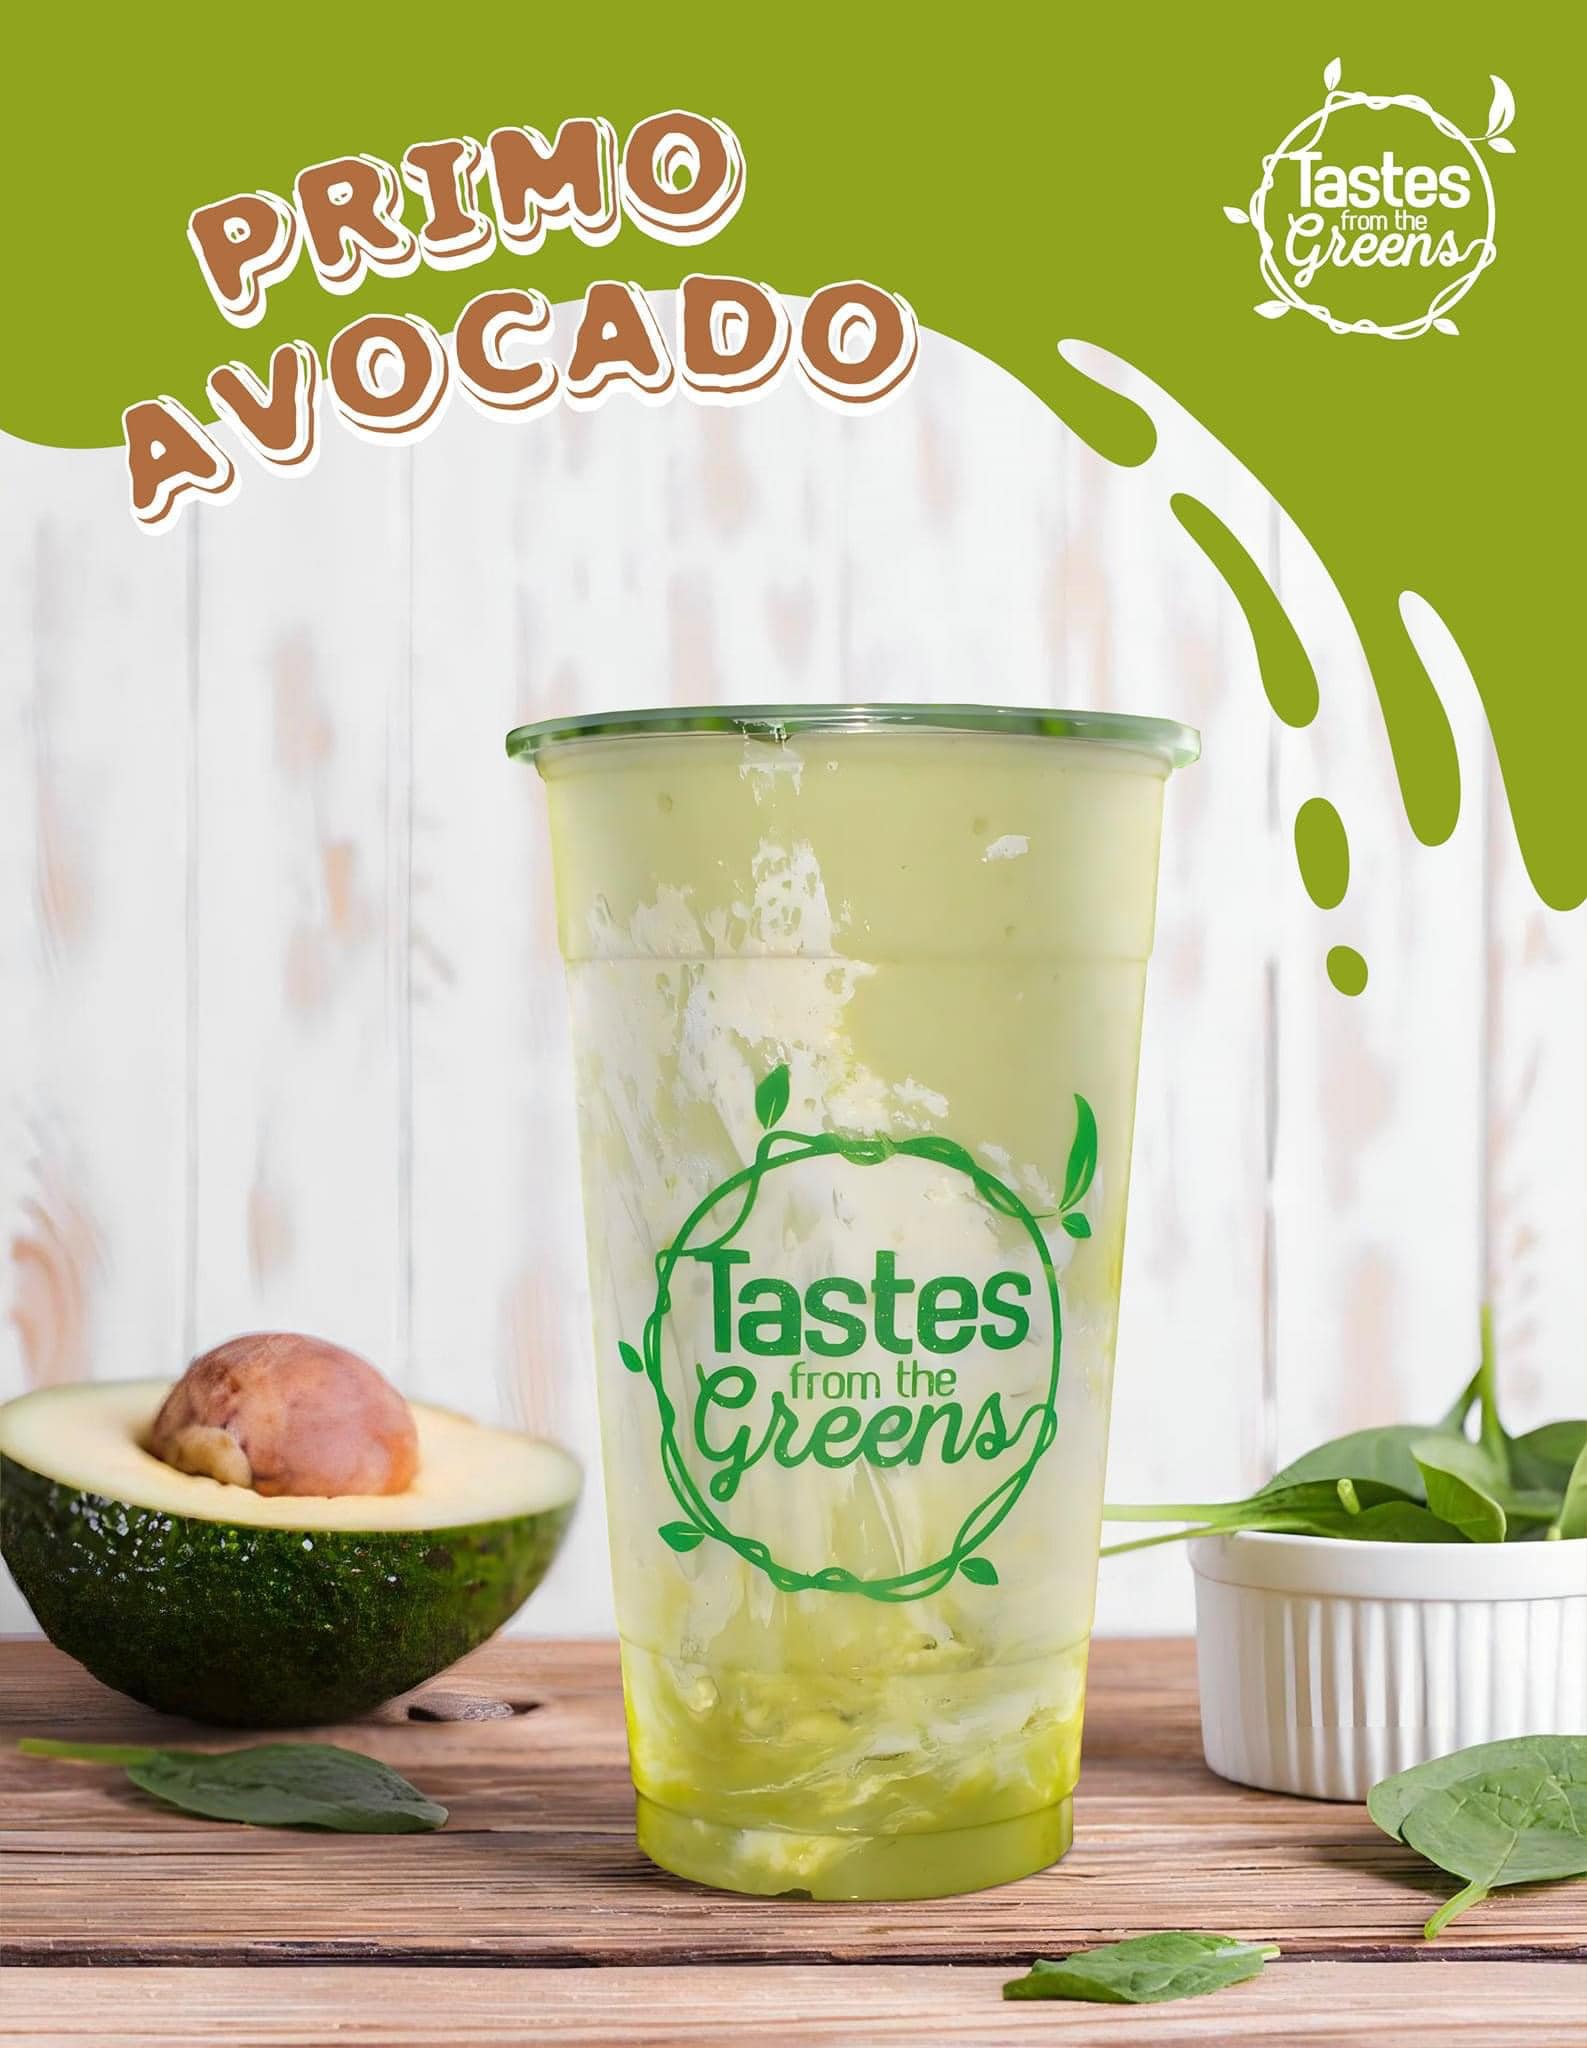 PRIMO
AVOCADO
Tastes
from the
Greens
Tastes
from the
Greens